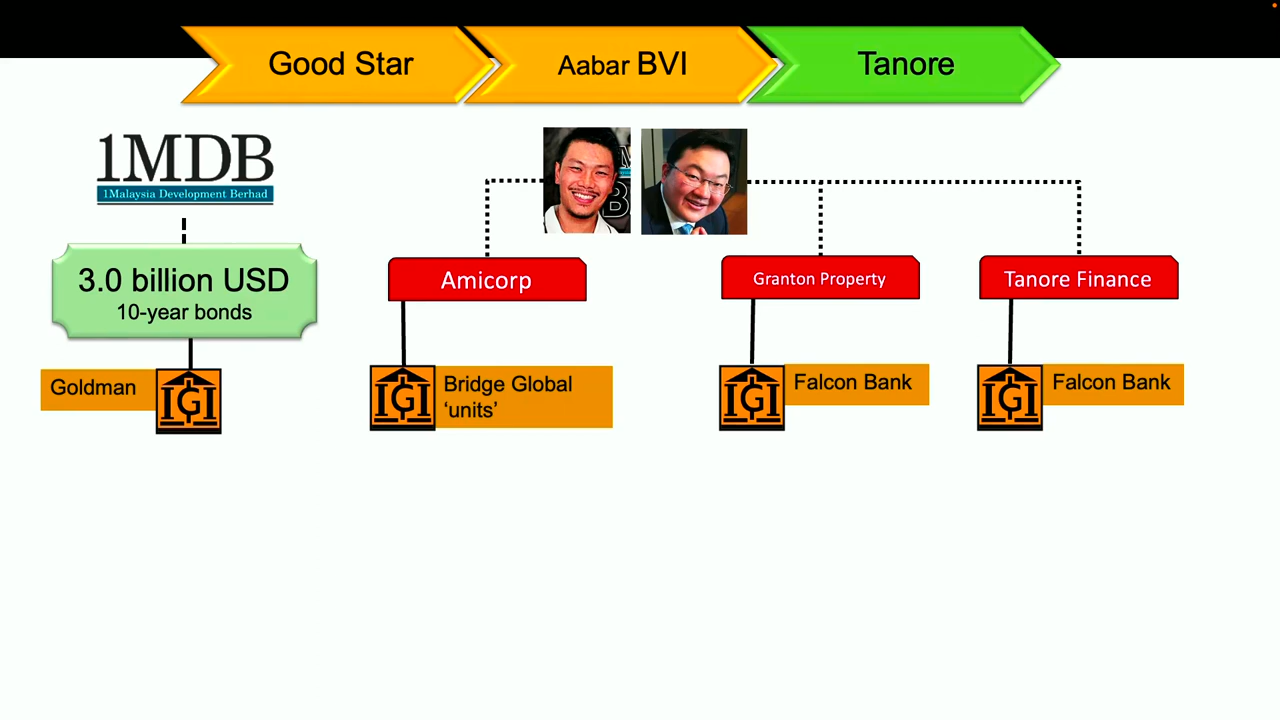 Good Star
Aabar BVI
Tanore
1MDB
1Malaysia Development Berhad
3.0 billion USD
10-year bonds
Amicorp
Granton Property
Tanore Finance
Goldman
Bridge Global
‘units’
Falcon Bank
Falcon Bank